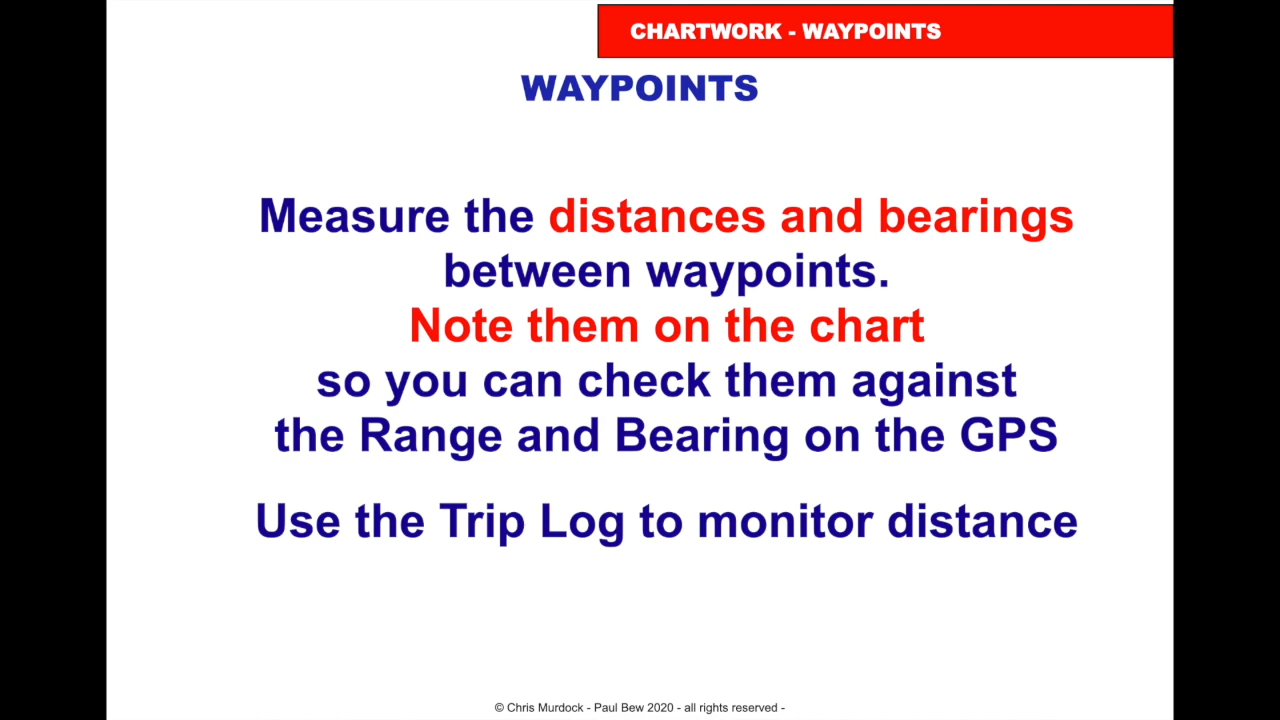 CHARTWORK - WAYPOINTS
WAYPOINTS
Measure the distances and bearings
between waypoints.
Note them on the chart
so you can check them against
the Range and Bearing on the GPS
Use the Trip Log to monitor distance
© Chris Murdock - Paul Bew 2020 - all rights reserved -